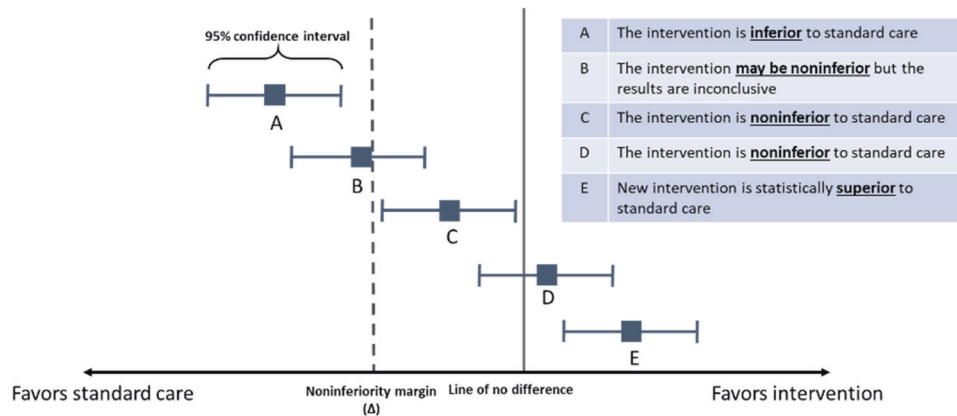 95% confidence interval
A
B
C
D
E
A The intervention is inferior to standard care
B The intervention may be noninferior but the
results are inconclusive
C The intervention is noninferior to standard care
D The intervention is noninferior to standard care
E New intervention is statistically superior to
standard care
Favors standard care
Noninferiority margin
(Δ)
Line of no difference
Favors intervention